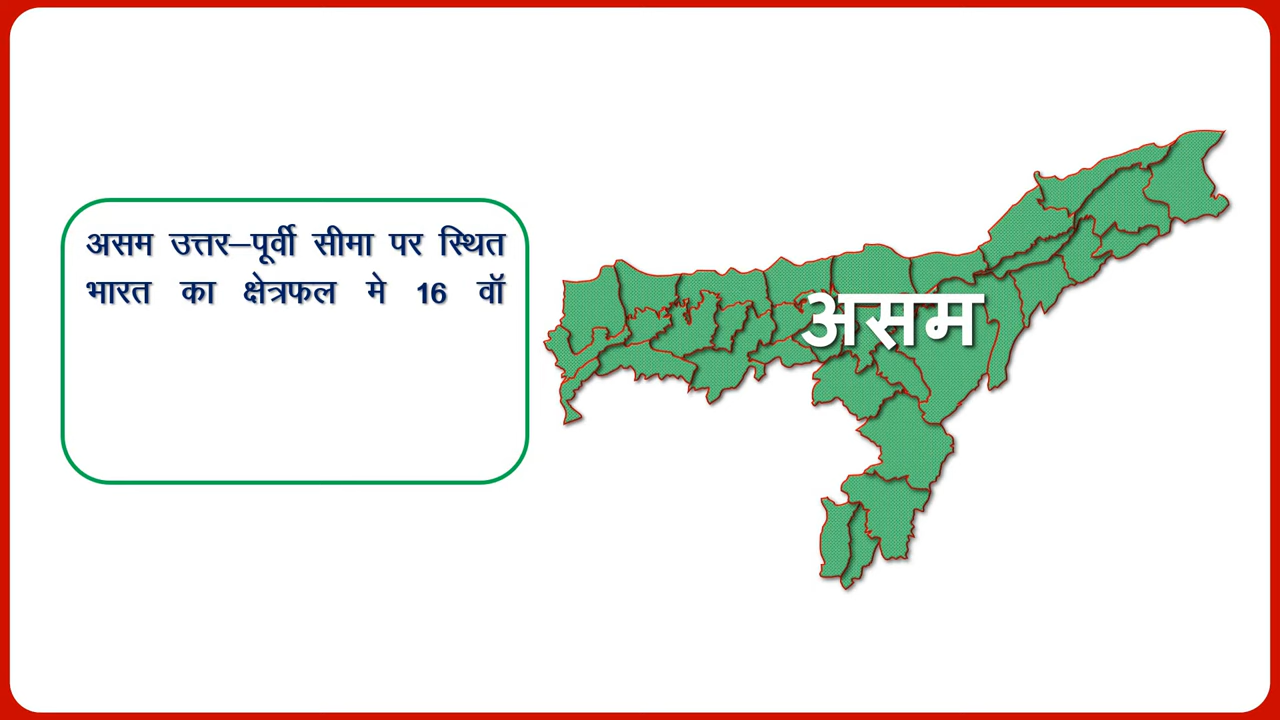 असम उत्तर–पूर्वी सीमा पर स्थित
भारत का क्षेत्रफल मे 16 वॉ
असम